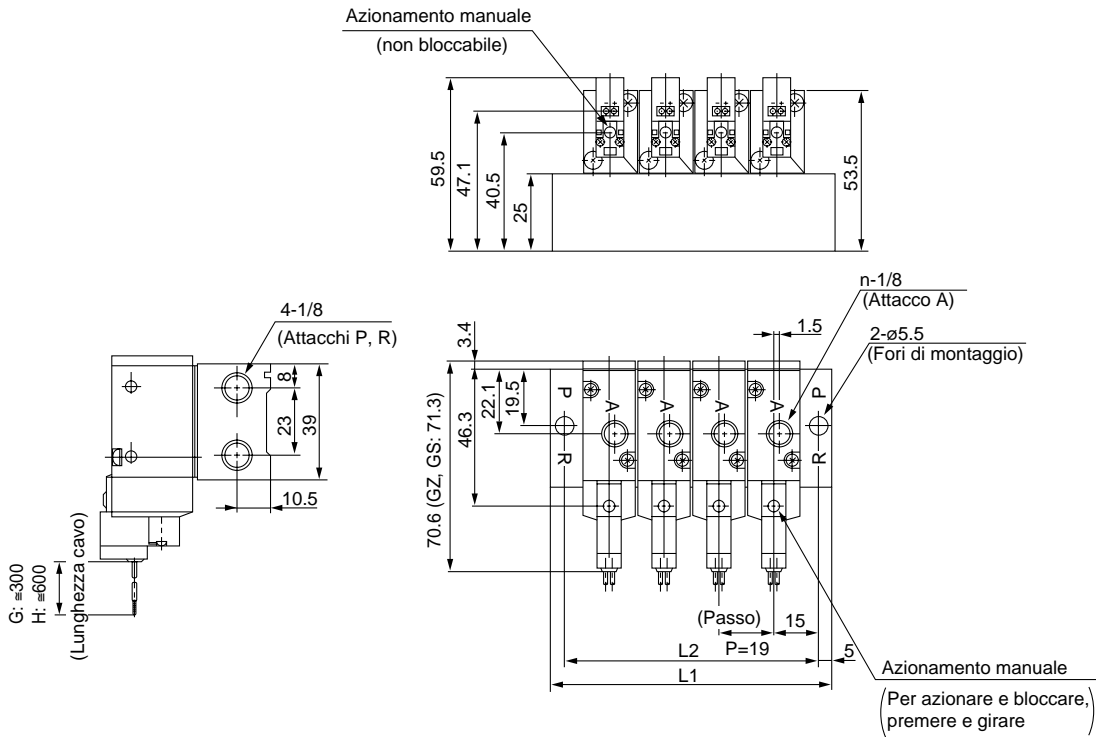 Azionamento manuale
(non bloccabile)
- +
- +
- +
- +
59.5
47.1
40.5
25
53.5
n-1/8
(Attacco A)
4-1/8
(Attacchi P, R)
1.5
2-ø5.5
(Fori di montaggio)
3.4
8
23
39
10.5
70.6 (GZ, GS: 71.3)
46.3
22.1
19.5
P
A
A
A
A
P
R
R
G: ≅300
H: ≅600
(Lunghezza cavo)
(Passo)
15
L2
P=19
5
L1
Azionamento manuale
(Per azionare e bloccare,
premere e girare)